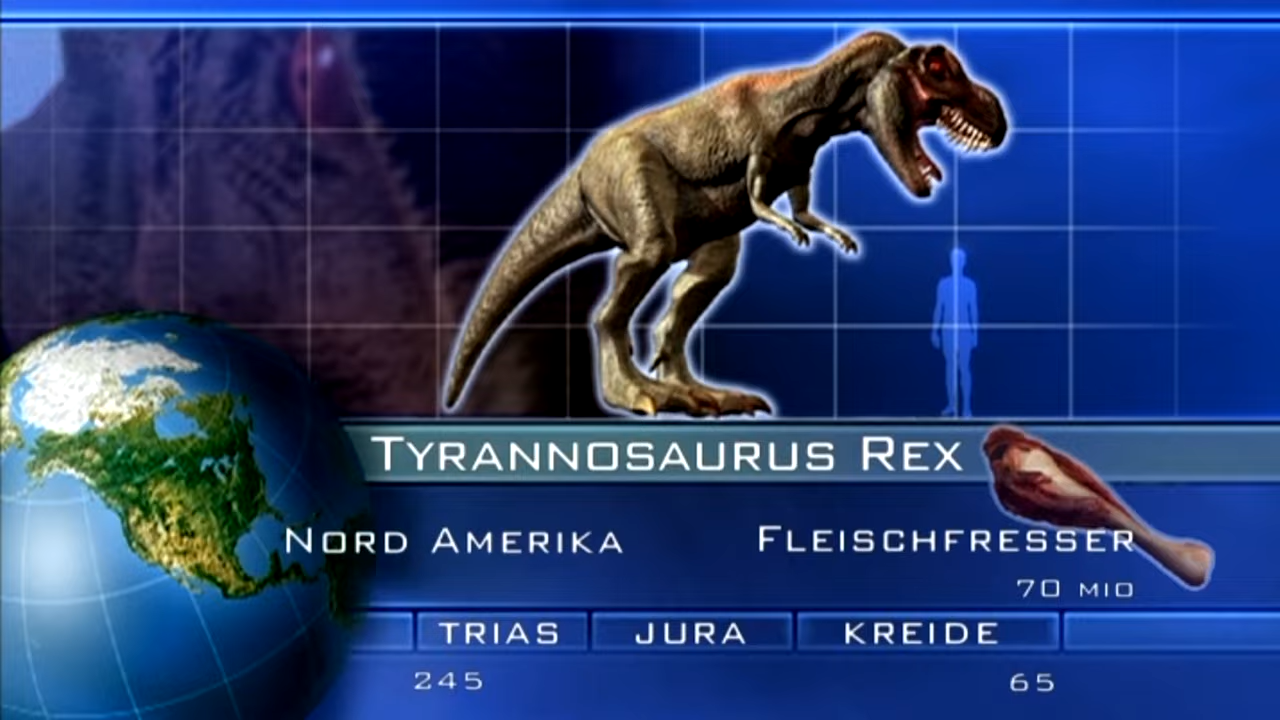 Tyrannosaurus Rex
Nord Amerika
Fleischfresser
70 mio
TRIAS JURA KREIDE
245 65